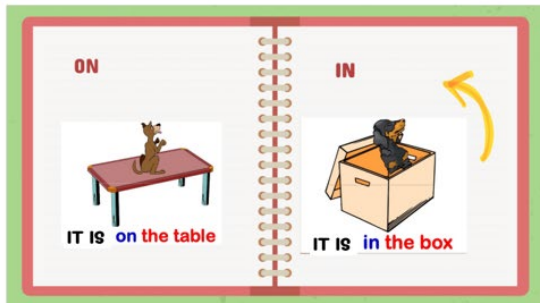 ON
IT IS on the table
IN
IT IS in the box